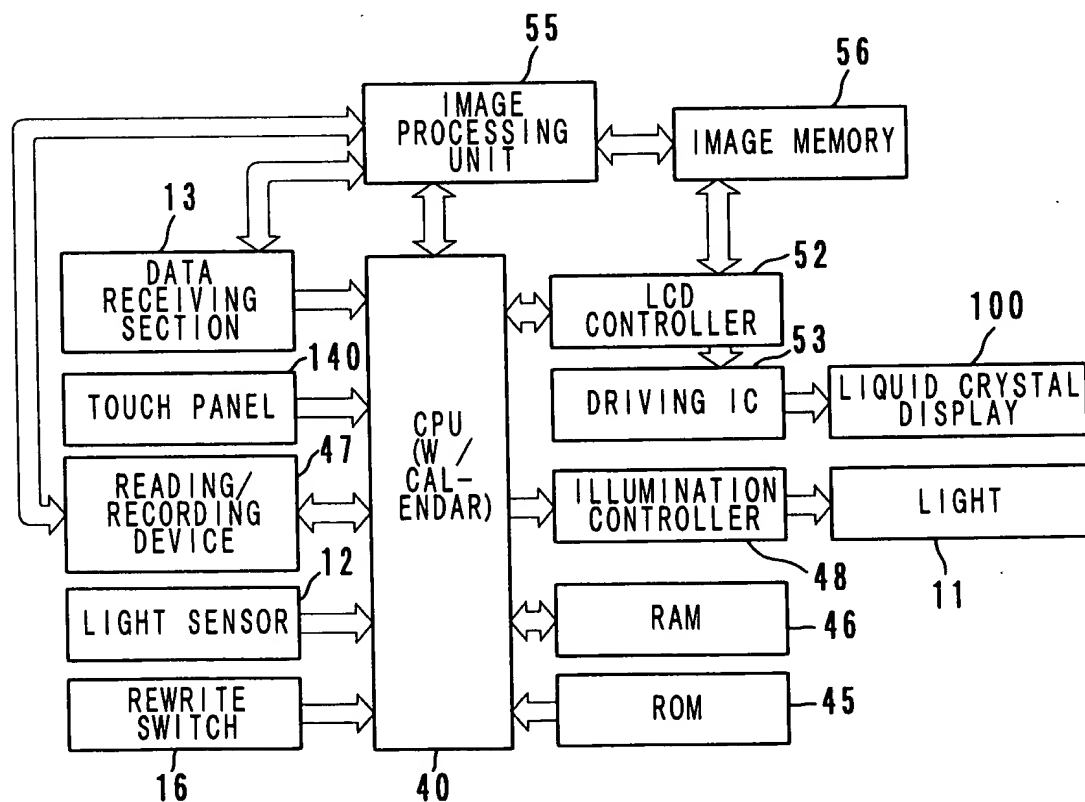 55
56
IMAGE
PROCESSING
UNIT
IMAGE MEMORY
13
52
DATA
RECEIVING
SECTION
LCD
CONTROLLER
140
53
100
TOUCH PANEL
DRIVING IC
LIQUID CRYSTAL
DISPLAY
CPU
(W/
CAL-
ENDAR)
47
READING/
RECORDING
DEVICE
ILLUMINATION
CONTROLLER
LIGHT
12
48
11
LIGHT SENSOR
RAM
46
REWRITE
SWITCH
ROM
45
16
40